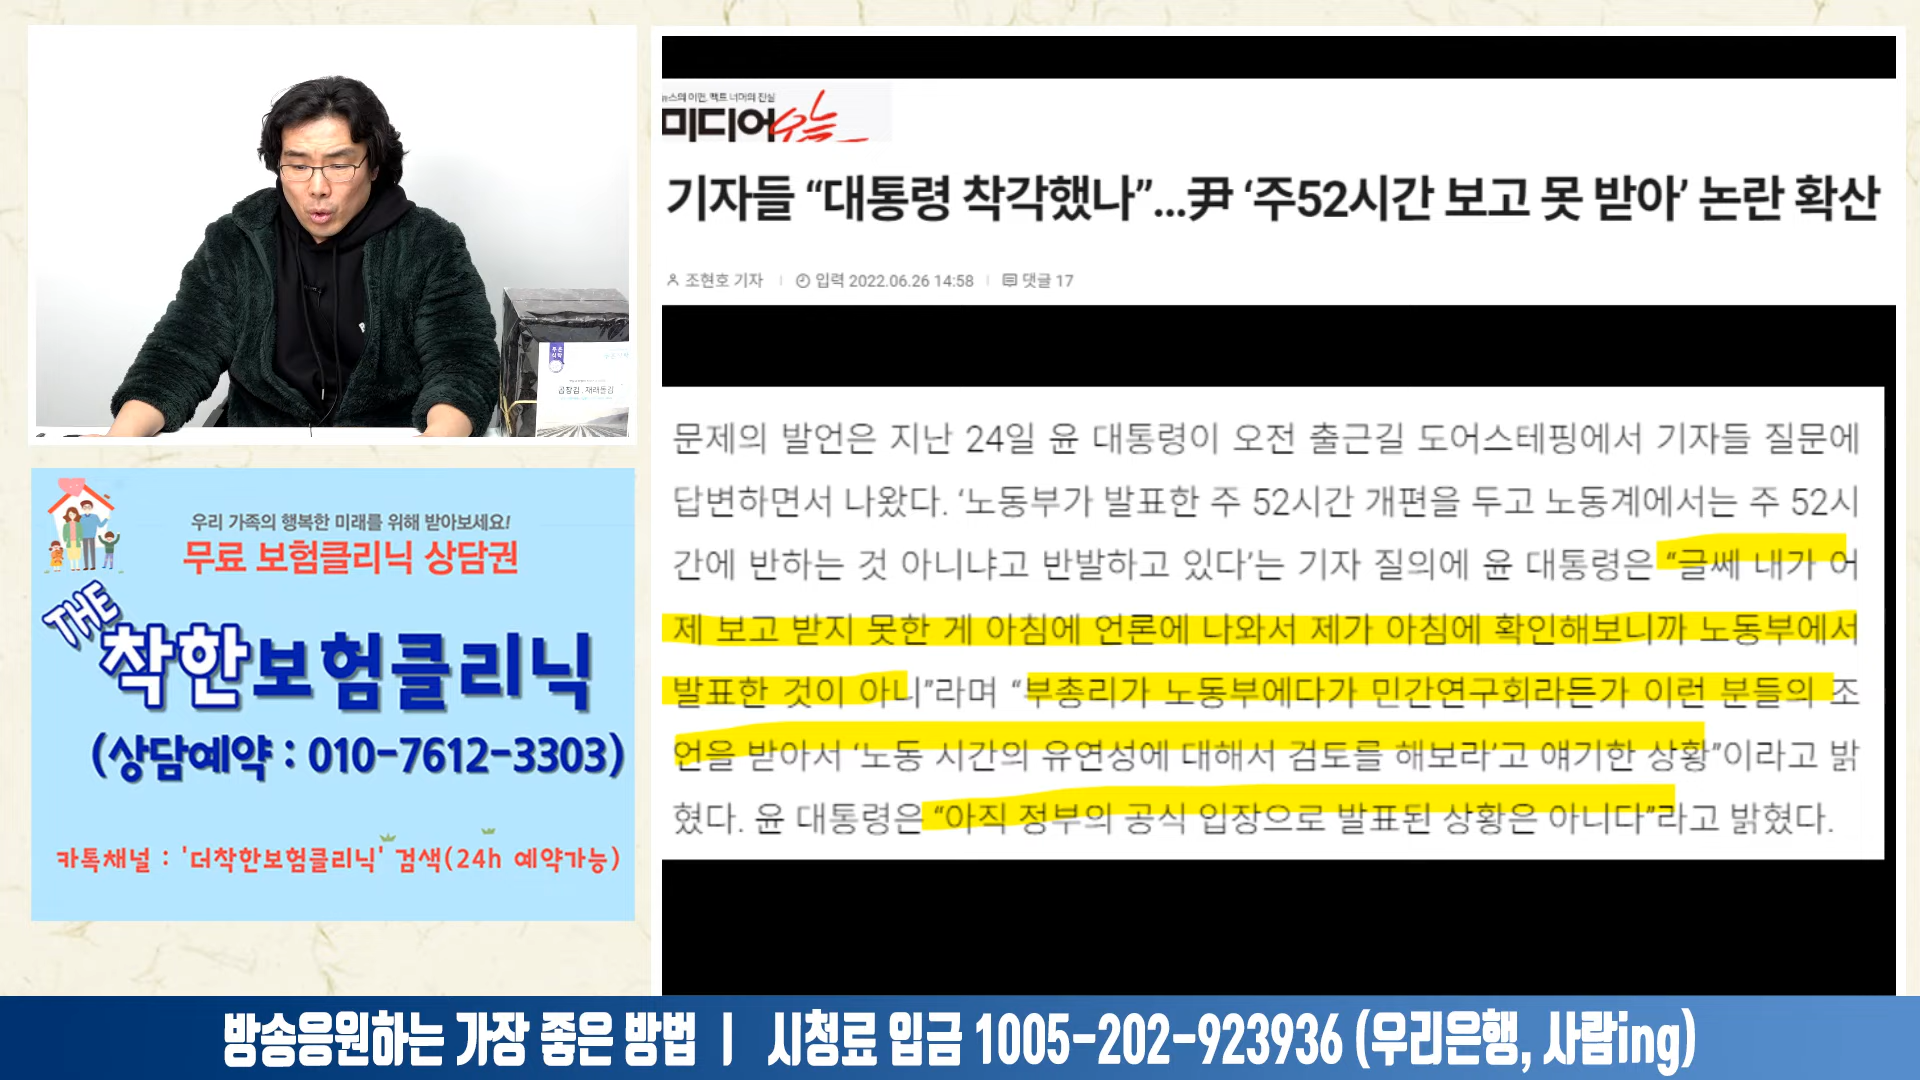 뉴스의 이면, 팩트 너머의 진실
미디어오늘
기자들 “대통령 착각했나”...尹 ‘주52시간 보고 못 받아’ 논란 확산
조현호 기자 | 입력 2022.06.26 14:58 | 댓글 17
문제의 발언은 지난 24일 윤 대통령이 오전 출근길 도어스테핑에서 기자들 질문에
답변하면서 나왔다. ‘노동부가 발표한 주 52시간 개편을 두고 노동계에서는 주 52시
간에 반하는 것 아니냐고 반발하고 있다’는 기자 질의에 윤 대통령은 “글쎄 내가 어
제 보고 받지 못한 게 아침에 언론에 나와서 제가 아침에 확인해보니까 노동부에서
발표한 것이 아니”라며 “부총리가 노동부에다가 민간연구회라든가 이런 분들의 조
언을 받아서 ‘노동 시간의 유연성에 대해서 검토를 해보라’고 얘기한 상황”이라고 밝
혔다. 윤 대통령은 “아직 정부의 공식 입장으로 발표된 상황은 아니다”라고 밝혔다.
곱창김, 재래돌김
우리 가족의 행복한 미래를 위해 받아보세요!
무료 보험클리닉 상담권
THE 착한보험클리닉
(상담예약 : 010-7612-3303)
카톡채널 : '더착한보험클리닉' 검색(24h 예약가능)
방송응원하는 가장 좋은 방법 | 시청료 입금 1005-202-923936 (우리은행, 사람ing)